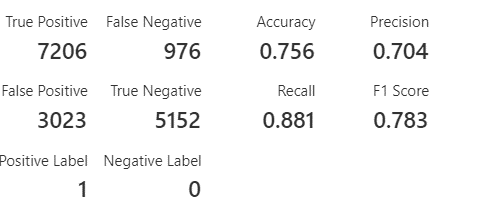 True Positive False Negative Accuracy Precision
7206 976 0.756 0.704
False Positive True Negative Recall F1 Score
3023 5152 0.881 0.783
Positive Label Negative Label
1 0